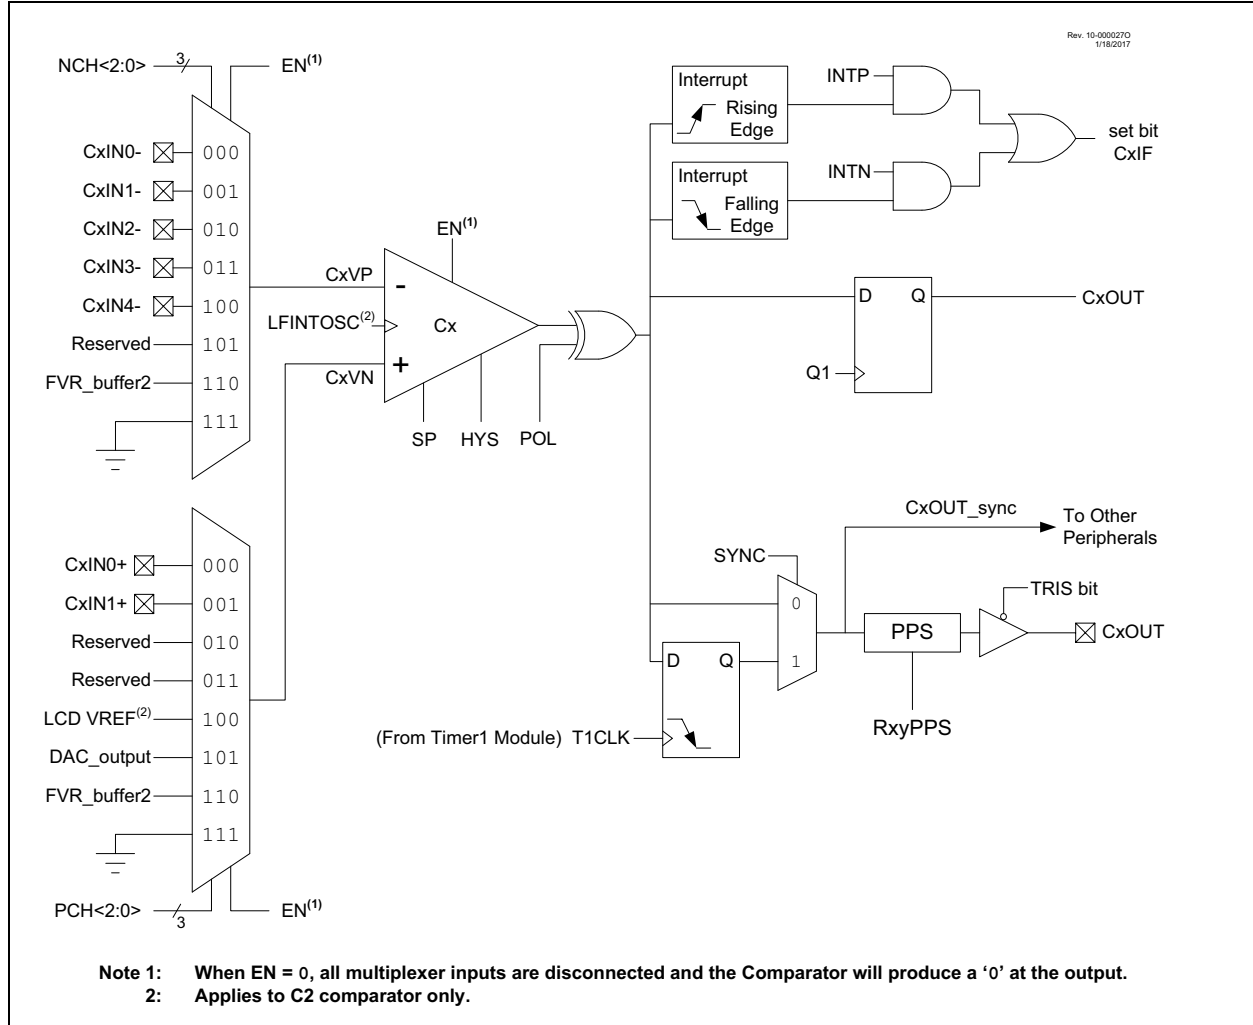 Rev. 10-000027O
1/18/2017
NCH<2:0>
3
EN(1)
CxIN0-
000
CxIN1-
001
CxIN2-
010
CxIN3-
011
CxIN4-
100
Reserved
101
FVR_buffer2
110
111
CxVP
LFINTOSC(2)
CxVN
EN(1)
-
Cx
+
SP
HYS
POL
Interrupt
Rising
Edge
INTP
Interrupt
Falling
Edge
INTN
set bit
CxIF
D
Q
Q1
CxOUT
CxIN0+
000
CxIN1+
001
Reserved
010
Reserved
011
LCD VREF(2)
100
DAC_output
101
FVR_buffer2
110
111
PCH<2:0>
3
EN(1)
CxOUT_sync
To Other
Peripherals
SYNC
0
1
D
Q
(From Timer1 Module) T1CLK
PPS
RxyPPS
TRIS bit
CxOUT
Note 1: When EN = 0, all multiplexer inputs are disconnected and the Comparator will produce a ‘0’ at the output.
2: Applies to C2 comparator only.